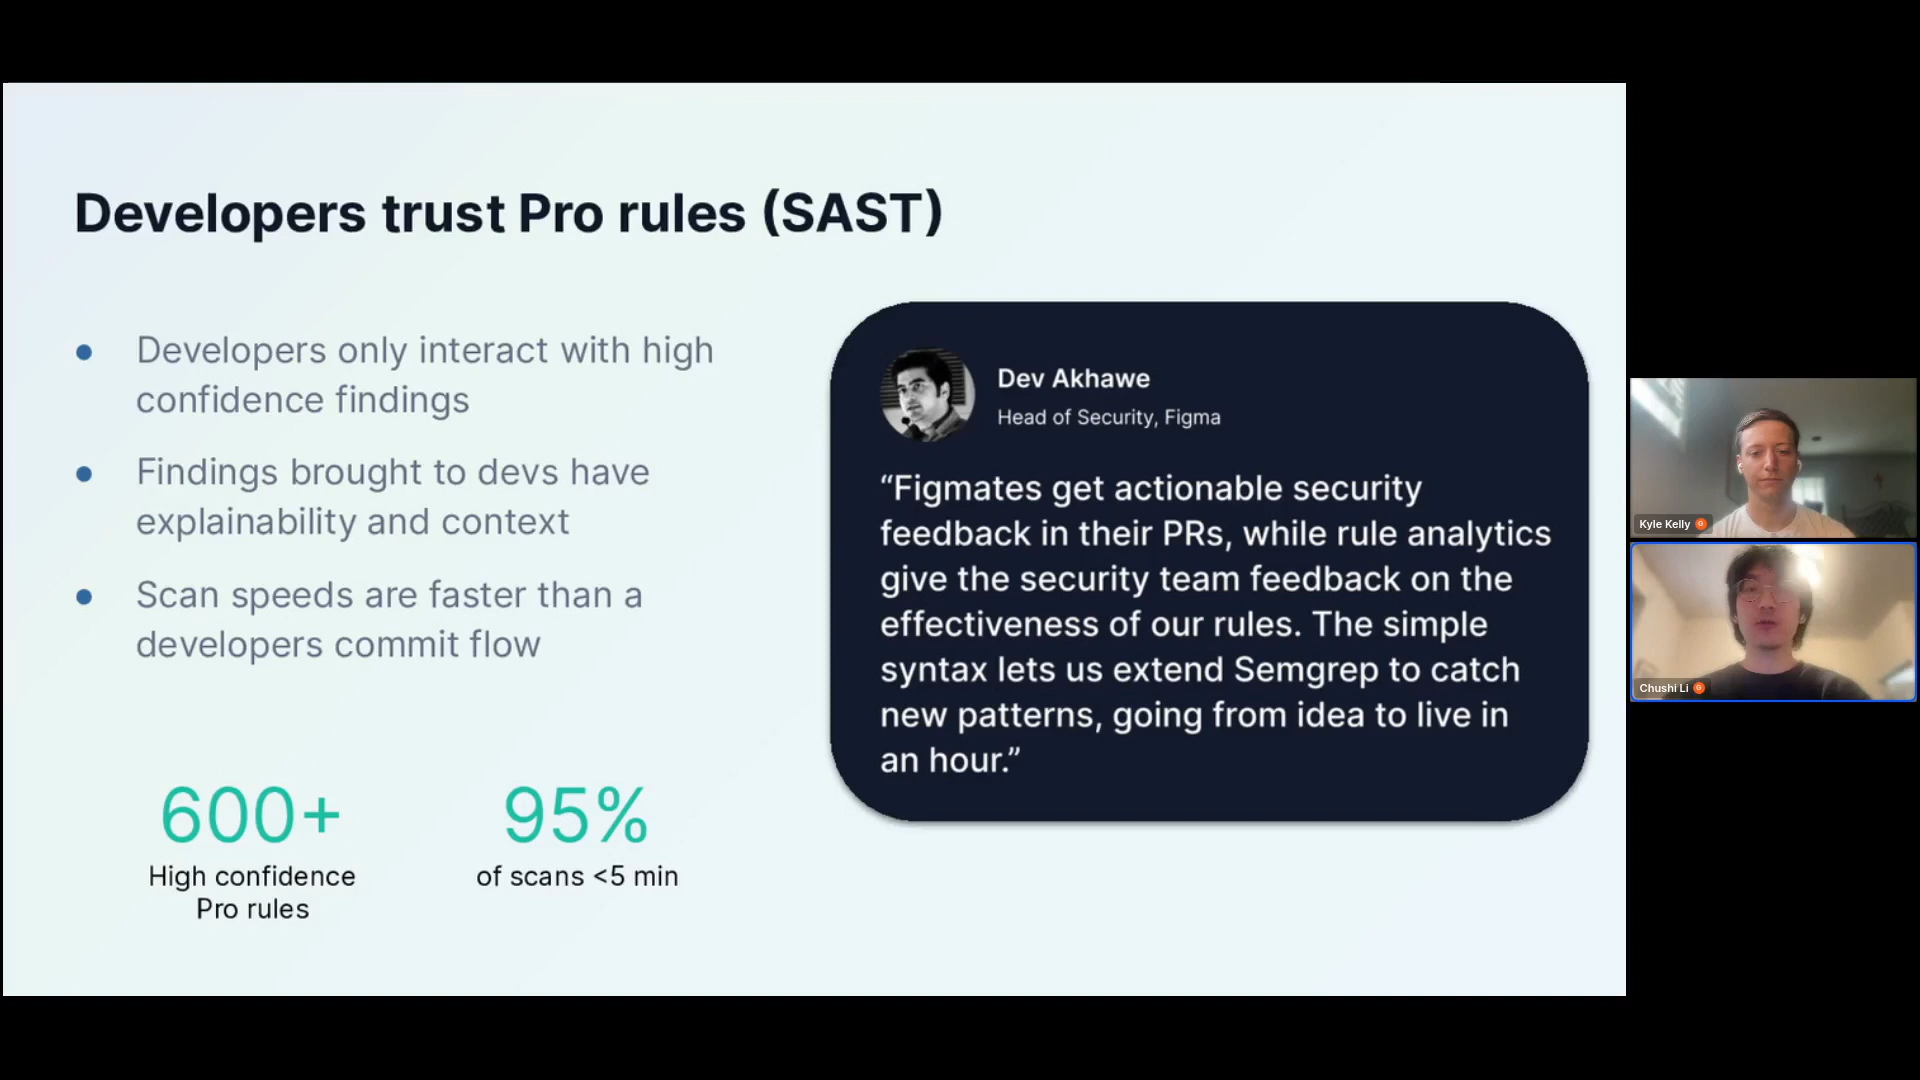 Developers trust Pro rules (SAST)
Developers only interact with high
confidence findings
Findings brought to devs have
explainability and context
Scan speeds are faster than a
developers commit flow
600+
High confidence
Pro rules
95%
of scans <5 min
Dev Akhawe
Head of Security, Figma
“Figmates get actionable security
feedback in their PRs, while rule analytics
give the security team feedback on the
effectiveness of our rules. The simple
syntax lets us extend Semgrep to catch
new patterns, going from idea to live in
an hour.”
Kyle Kelly
Chushi Li